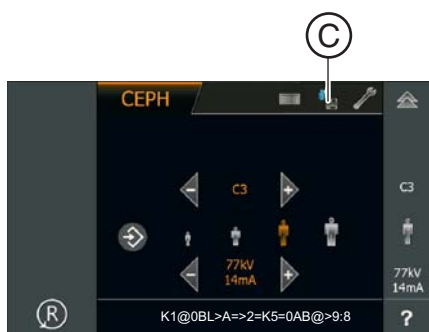 C
CEPH
C3
77kV
14mA
C3
77kV
14mA
R
K1@0BL>A=>2=K5=0AB@>9:8
?